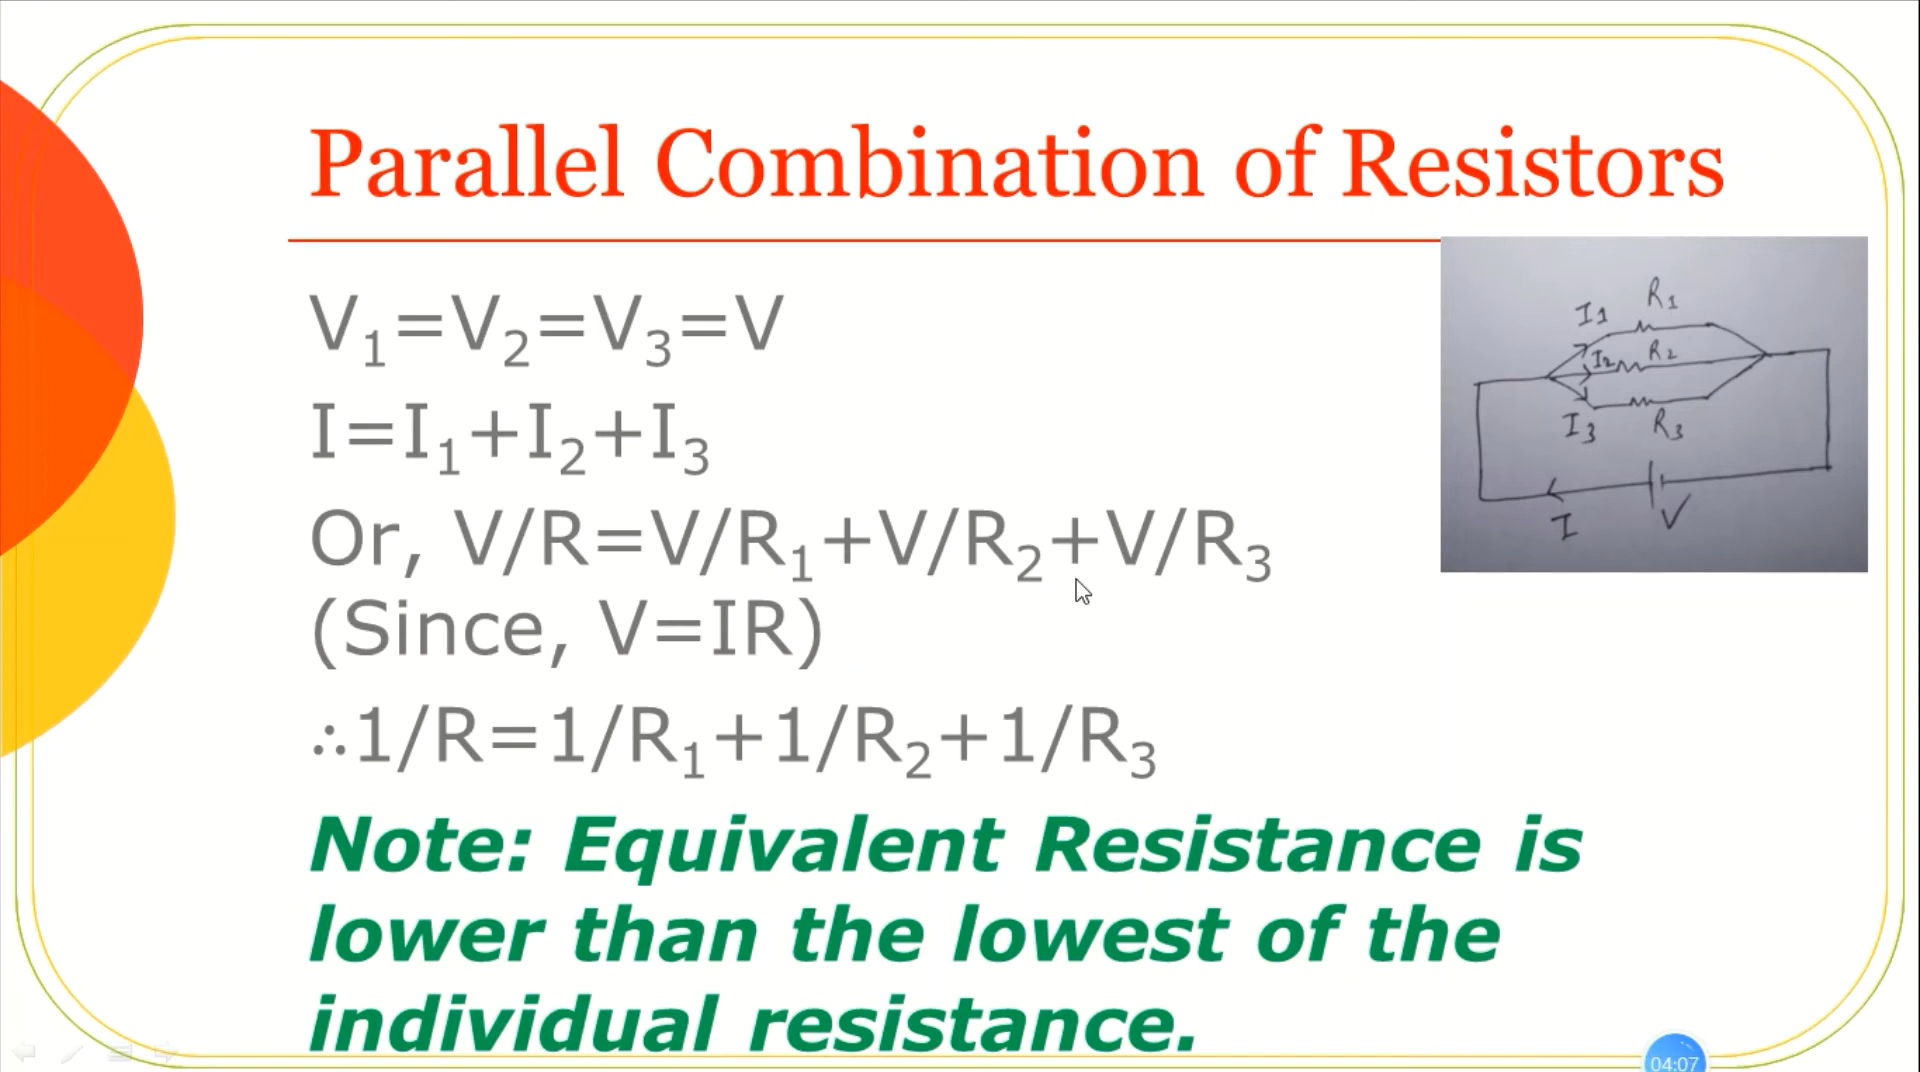 Parallel Combination of Resistors
V₁=V₂=V₃=V
I=I₁+I₂+I₃
Or, V/R=V/R₁+V/R₂+V/R₃
(Since, V=IR)
∴1/R=1/R₁+1/R₂+1/R₃
Note: Equivalent Resistance is
lower than the lowest of the
individual resistance.
I1 R1
I2 R2
I3 R3
I V
04:07